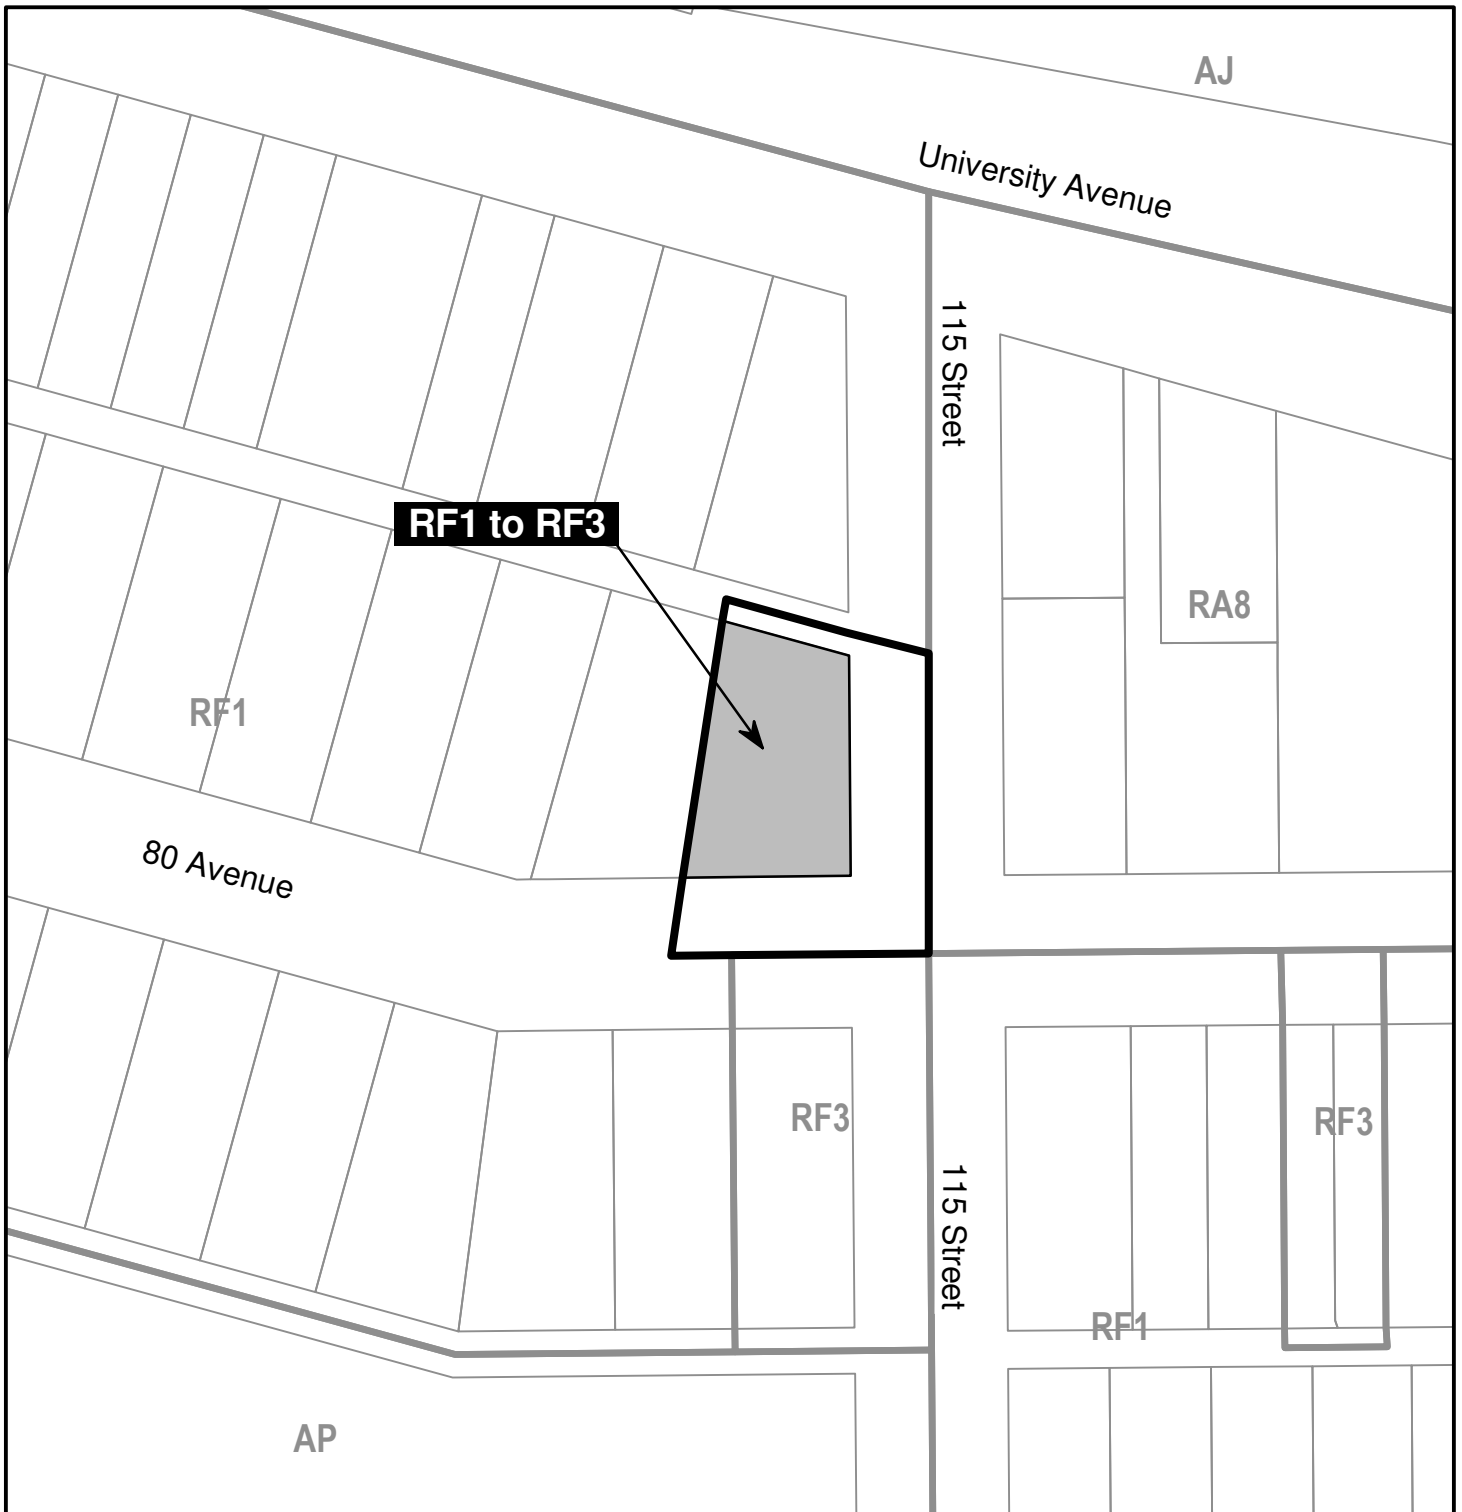 AJ
University Avenue
115 Street
RF1 to RF3
RA8
RF1
80 Avenue
RF3
RF3
115 Street
RF1
AP